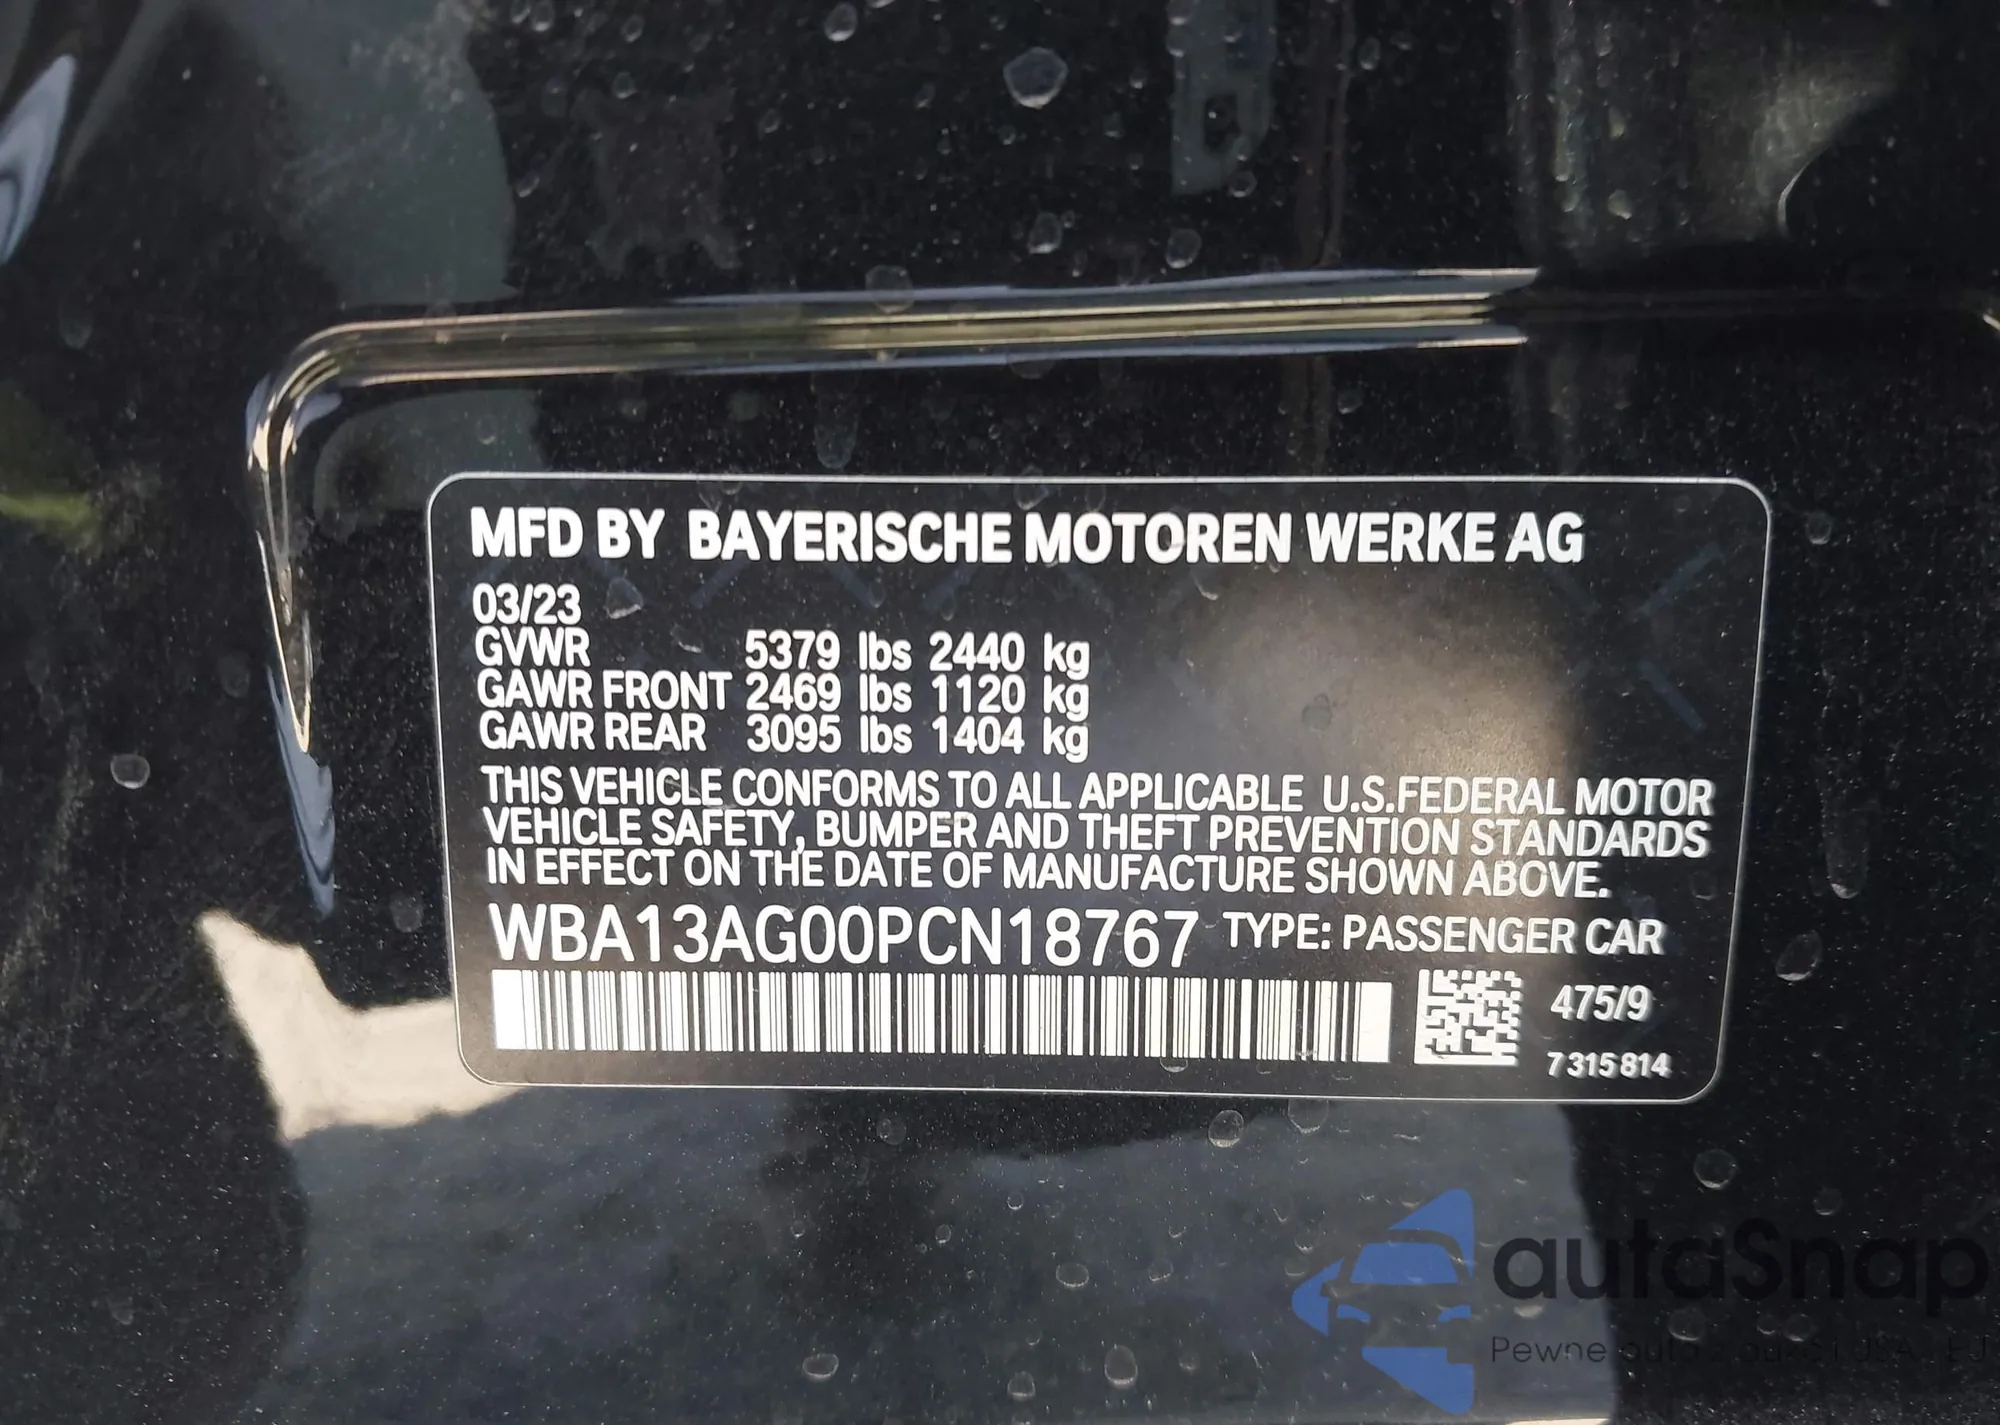 MFD BY BAYERISCHE MOTOREN WERKE AG
03/23
GVWR 5379 lbs 2440 kg
GAWR FRONT 2469 lbs 1120 kg
GAWR REAR 3095 lbs 1404 kg
THIS VEHICLE CONFORMS TO ALL APPLICABLE U.S.FEDERAL MOTOR
VEHICLE SAFETY, BUMPER AND THEFT PREVENTION STANDARDS
IN EFFECT ON THE DATE OF MANUFACTURE SHOWN ABOVE.
WBA13AG00PCN18767 TYPE: PASSENGER CAR
475/9
7 315 814
autaSnap
Pewne auta